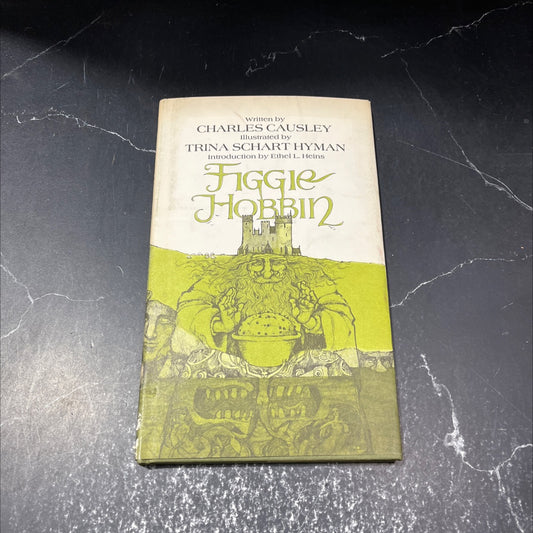 Written by
CHARLES CAUSLEY
Illustrated by
TRINA SCHART HYMAN
Introduction by Ethel L. Heins
FIGGIE
HOBBIN